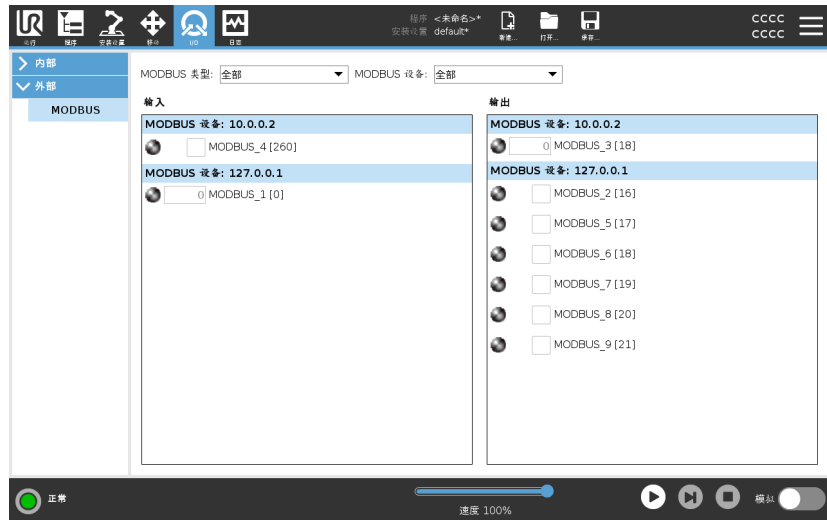 程序 <未命名>*
安装设置 default*
cccc
cccc
UR
运行 程序 安装设置 移动 I/O 日志 新建... 打开... 保存...
内部
外部
MODBUS
MODBUS 类型: 全部 MODBUS 设备: 全部
输入
MODBUS 设备: 10.0.0.2
MODBUS_4 [260]
MODBUS 设备: 127.0.0.1
0 MODBUS_1 [0]
输出
MODBUS 设备: 10.0.0.2
0 MODBUS_3 [18]
MODBUS 设备: 127.0.0.1
MODBUS_2 [16]
MODBUS_5 [17]
MODBUS_6 [18]
MODBUS_7 [19]
MODBUS_8 [20]
MODBUS_9 [21]
正常
速度 100%
模拟